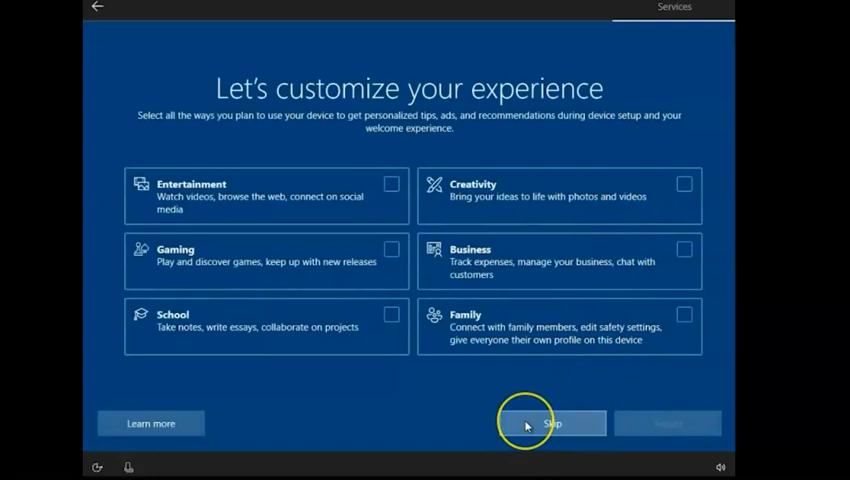 Services
Let's customize your experience
Select all the ways you plan to use your device to get personalized tips, ads, and recommendations during device setup and your
welcome experience.
Entertainment
Watch videos, browse the web, connect on social
media
Creativity
Bring your ideas to life with photos and videos
Gaming
Play and discover games, keep up with new releases
Business
Track expenses, manage your business, chat with
customers
School
Take notes, write essays, collaborate on projects
Family
Connect with family members, edit safety settings,
give everyone their own profile on this device
Learn more
Skip